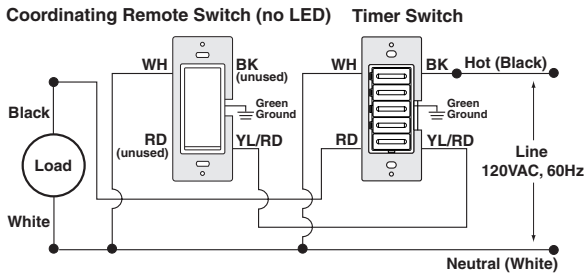 Coordinating Remote Switch (no LED)
Timer Switch
WH
BK
(unused)
WH
BK
Hot (Black)
Black
Green
Ground
Green
Ground
RD
(unused)
YL/RD
RD
YL/RD
Load
Line
120VAC, 60Hz
White
Neutral (White)